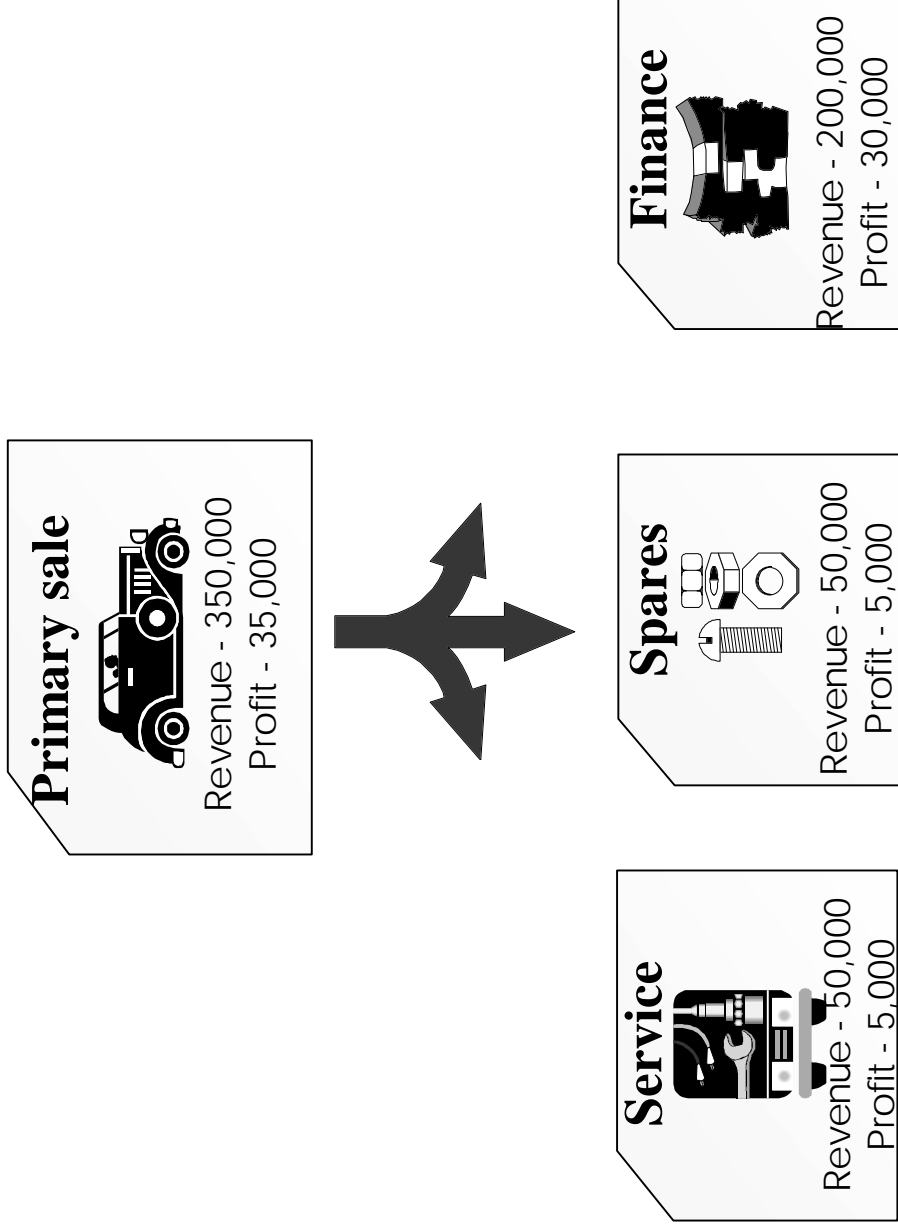 Primary sale
Revenue - 350,000
Profit - 35,000
Service
Revenue - 50,000
Profit - 5,000
Spares
Revenue - 50,000
Profit - 5,000
Finance
Revenue - 200,000
Profit - 30,000